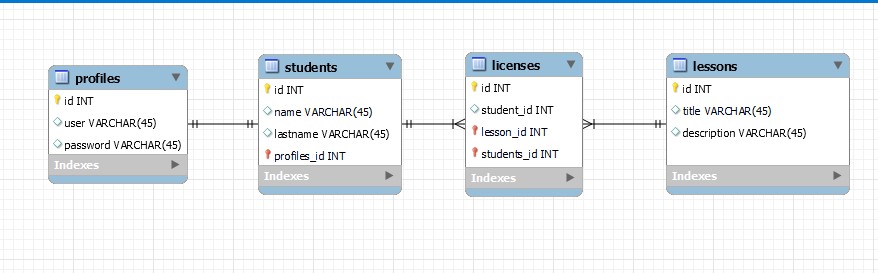 profiles
id INT
user VARCHAR(45)
password VARCHAR(45)
Indexes
students
id INT
name VARCHAR(45)
lastname VARCHAR(45)
profiles_id INT
Indexes
licenses
id INT
student_id INT
lesson_id INT
students_id INT
Indexes
lessons
id INT
title VARCHAR(45)
description VARCHAR(45)
Indexes